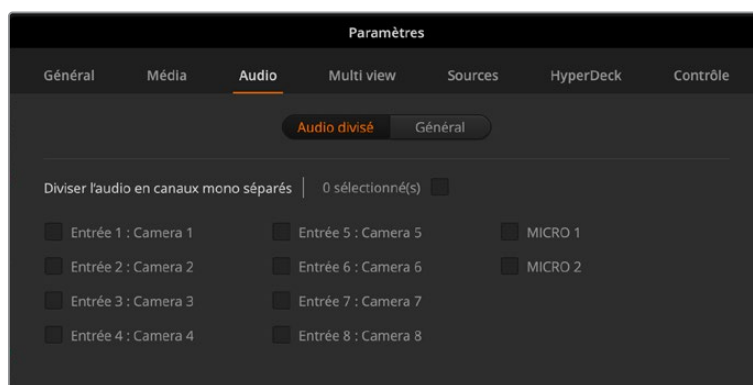 Paramètres
Général Média Audio Multi view Sources HyperDeck Contrôle
Audio divisé Général
Diviser l'audio en canaux mono séparés 0 sélectionné(s)
Entrée 1 : Camera 1 Entrée 5 : Camera 5 MICRO 1
Entrée 2 : Camera 2 Entrée 6 : Camera 6 MICRO 2
Entrée 3 : Camera 3 Entrée 7 : Camera 7
Entrée 4 : Camera 4 Entrée 8 : Camera 8